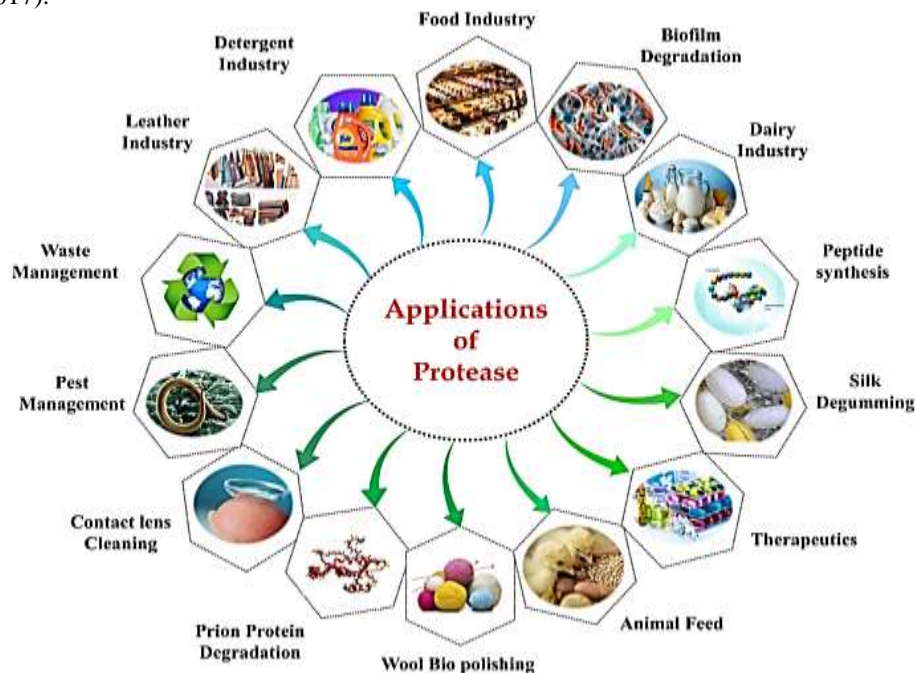 Food Industry
Biofilm
Degradation
Detergent
Industry
Leather
Industry
Dairy
Industry
Waste
Management
Peptide
synthesis
Applications
of
Protease
Pest
Management
Silk
Degumming
Contact lens
Cleaning
Therapeutics
Prion Protein
Degradation
Animal Feed
Wool Bio polishing